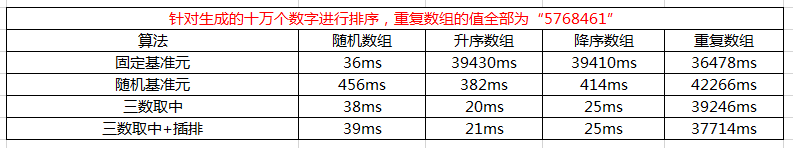 针对生成的十万个数字进行排序，重复数组的值全部为“5768461”
算法 随机数组 升序数组 降序数组 重复数组
固定基准元 36ms 39430ms 39410ms 36478ms
随机基准元 456ms 382ms 414ms 42266ms
三数取中 38ms 20ms 25ms 39246ms
三数取中+插排 39ms 21ms 25ms 37714ms